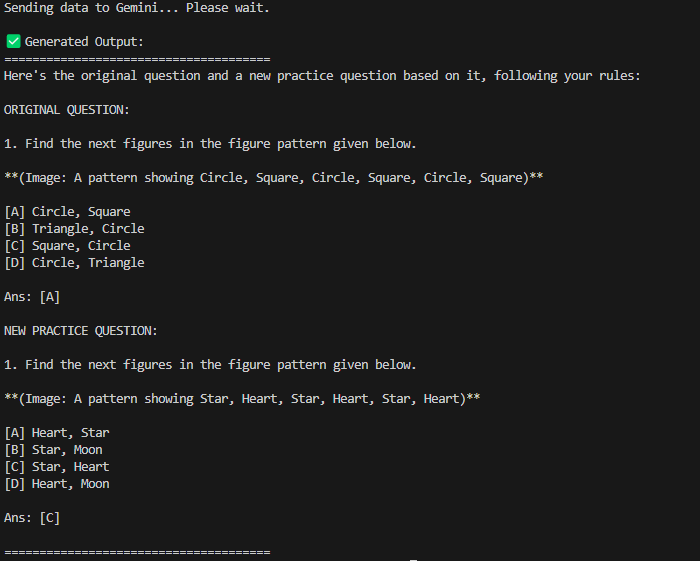 Sending data to Gemini... Please wait.
✅ Generated Output:
======================================
Here's the original question and a new practice question based on it, following your rules:
ORIGINAL QUESTION:
1. Find the next figures in the figure pattern given below.
**(Image: A pattern showing Circle, Square, Circle, Square, Circle, Square)**
[A] Circle, Square
[B] Triangle, Circle
[C] Square, Circle
[D] Circle, Triangle
Ans: [A]
NEW PRACTICE QUESTION:
1. Find the next figures in the figure pattern given below.
**(Image: A pattern showing Star, Heart, Star, Heart, Star, Heart)**
[A] Heart, Star
[B] Star, Moon
[C] Star, Heart
[D] Heart, Moon
Ans: [C]
======================================